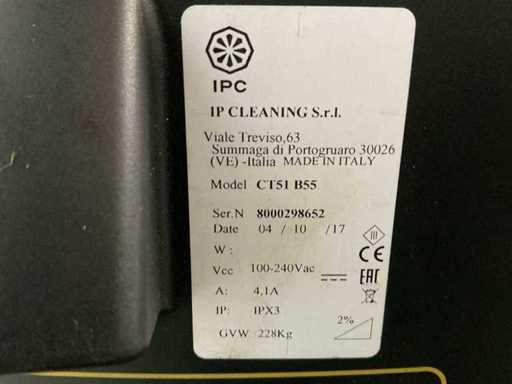 IPC
IP CLEANING S.r.l.
Viale Treviso,63
Summaga di Portogruaro 30026
(VE) -Italia MADE IN ITALY
Model CT51 B55
Ser.N 8000298652
Date 04 / 10 /17
W :
Vcc 100-240Vac
A: 4,1A
IP: IPX3
GVW 228Kg
2%
III
CE
EAC